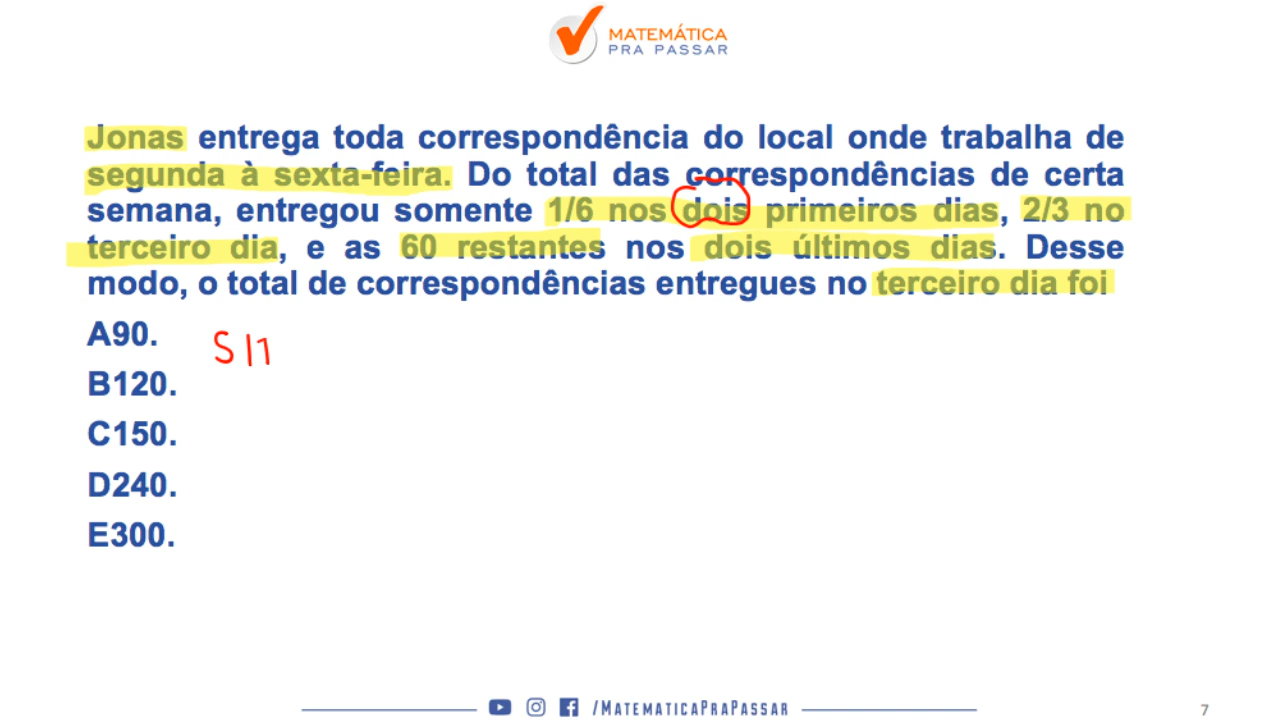 MATEMÁTICA
PRA PASSAR
Jonas entrega toda correspondência do local onde trabalha de
segunda à sexta-feira. Do total das correspondências de certa
semana, entregou somente 1/6 nos dois primeiros dias, 2/3 no
terceiro dia, e as 60 restantes nos dois últimos dias. Desse
modo, o total de correspondências entregues no terceiro dia foi
A90.
B120.
C150.
D240.
E300.
/MATEMATICAPRAPASSAR
7